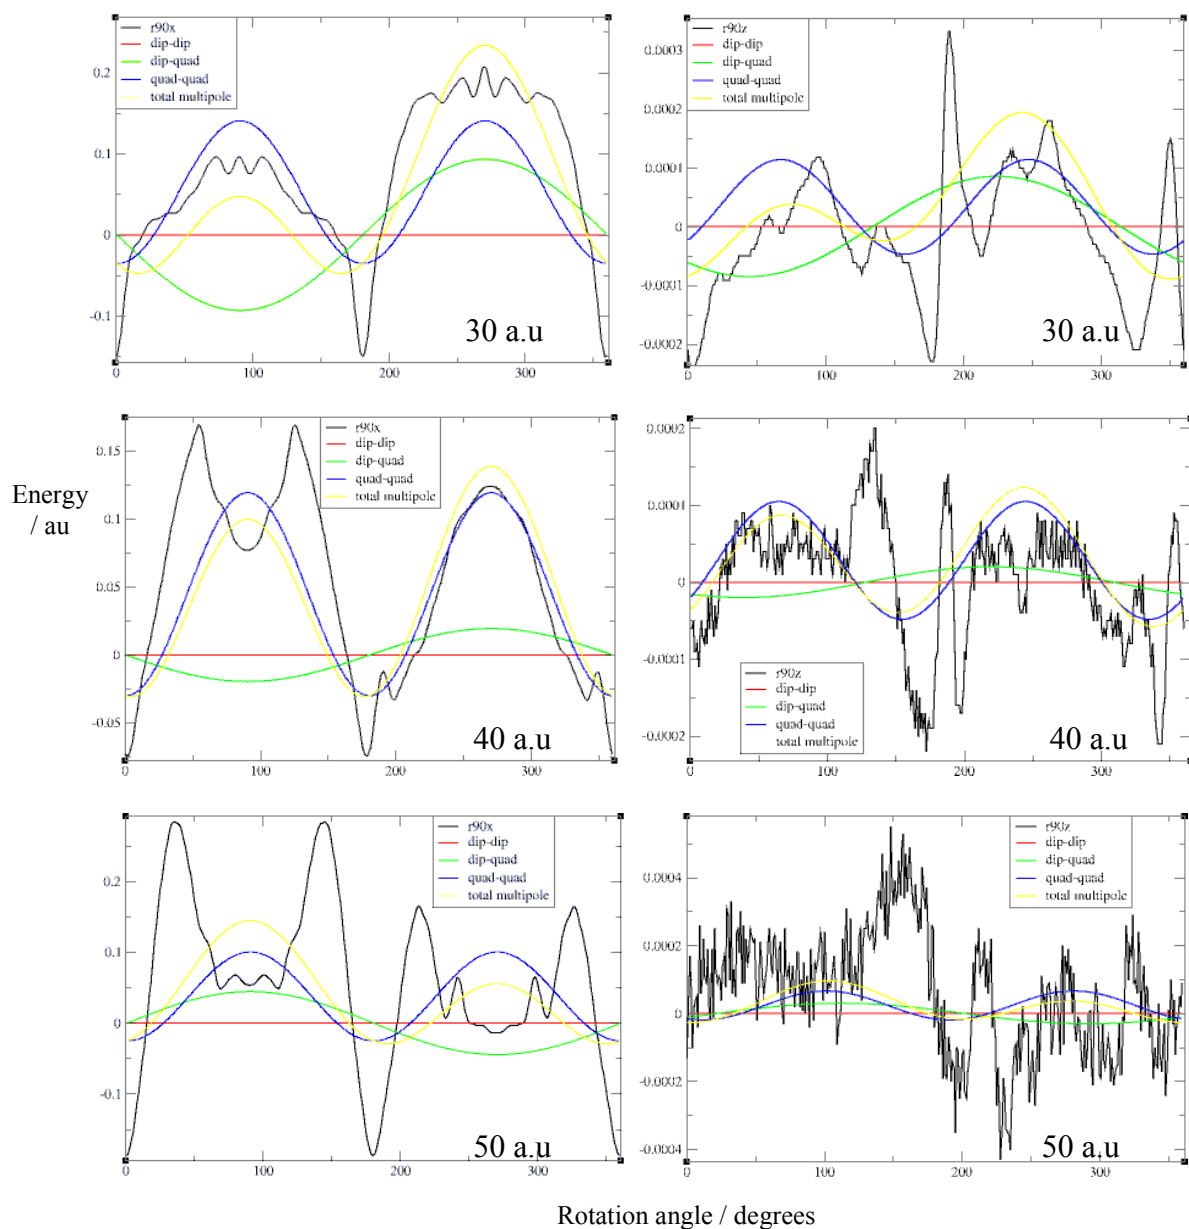 r90x
dip-dip
dip-quad
quad-quad
total multipole
0.2
0.1
0
-0.1
0
100
200
300
30 a.u
r90z
dip-dip
dip-quad
quad-quad
total multipole
0.0003
0.0002
0.0001
0
-0.0001
-0.0002
0
100
200
300
30 a.u
Energy
/ au
r90x
dip-dip
dip-quad
quad-quad
total multipole
0.15
0.1
0.05
0
-0.05
0
100
200
300
40 a.u
r90z
dip-dip
dip-quad
quad-quad
total multipole
0.0002
0.0001
0
-0.0001
-0.0002
0
100
200
300
40 a.u
r90x
dip-dip
dip-quad
quad-quad
total multipole
0.2
0.1
0
-0.1
0
100
200
300
50 a.u
r90z
dip-dip
dip-quad
quad-quad
total multipole
0.0004
0.0002
0
-0.0002
-0.0004
0
100
200
300
50 a.u
Rotation angle / degrees